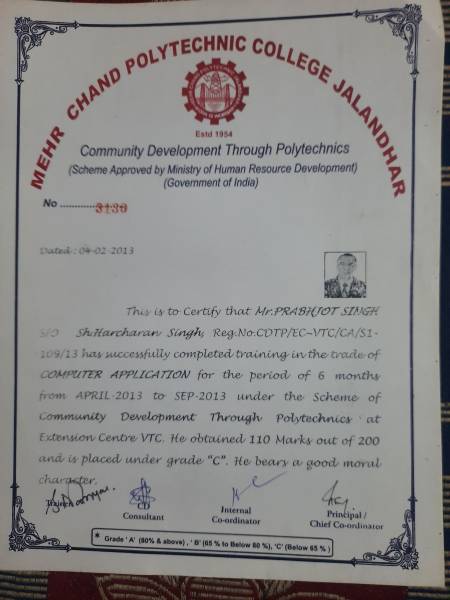 MEHR CHAND POLYTECHNIC COLLEGE JALANDHAR
Estd 1954
Community Development Through Polytechnics
(Scheme Approved by Ministry of Human Resource Development)
(Government of India)
No ................ 3130
Dated : 04-02-2013
This is to Certify that Mr.PRABHJOT SINGH
S/O Sh.Harcharan Singh, Reg.No.CDTP/EC-VTC/CA/S1-
109/13 has successfully completed training in the trade of
COMPUTER APPLICATION for the period of 6 months
from APRIL-2013 to SEP-2013 under the Scheme of
Community Development Through Polytechnics at
Extension Centre VTC. He obtained 110 Marks out of 200
and is placed under grade "C". He bears a good moral
character.
Trainer
CD
Consultant
Internal
Co-ordinator
Principal /
Chief Co-ordinator
* Grade ' A' (80% & above) , ' B' (65 % to Below 80 %), 'C' (Below 65 % )